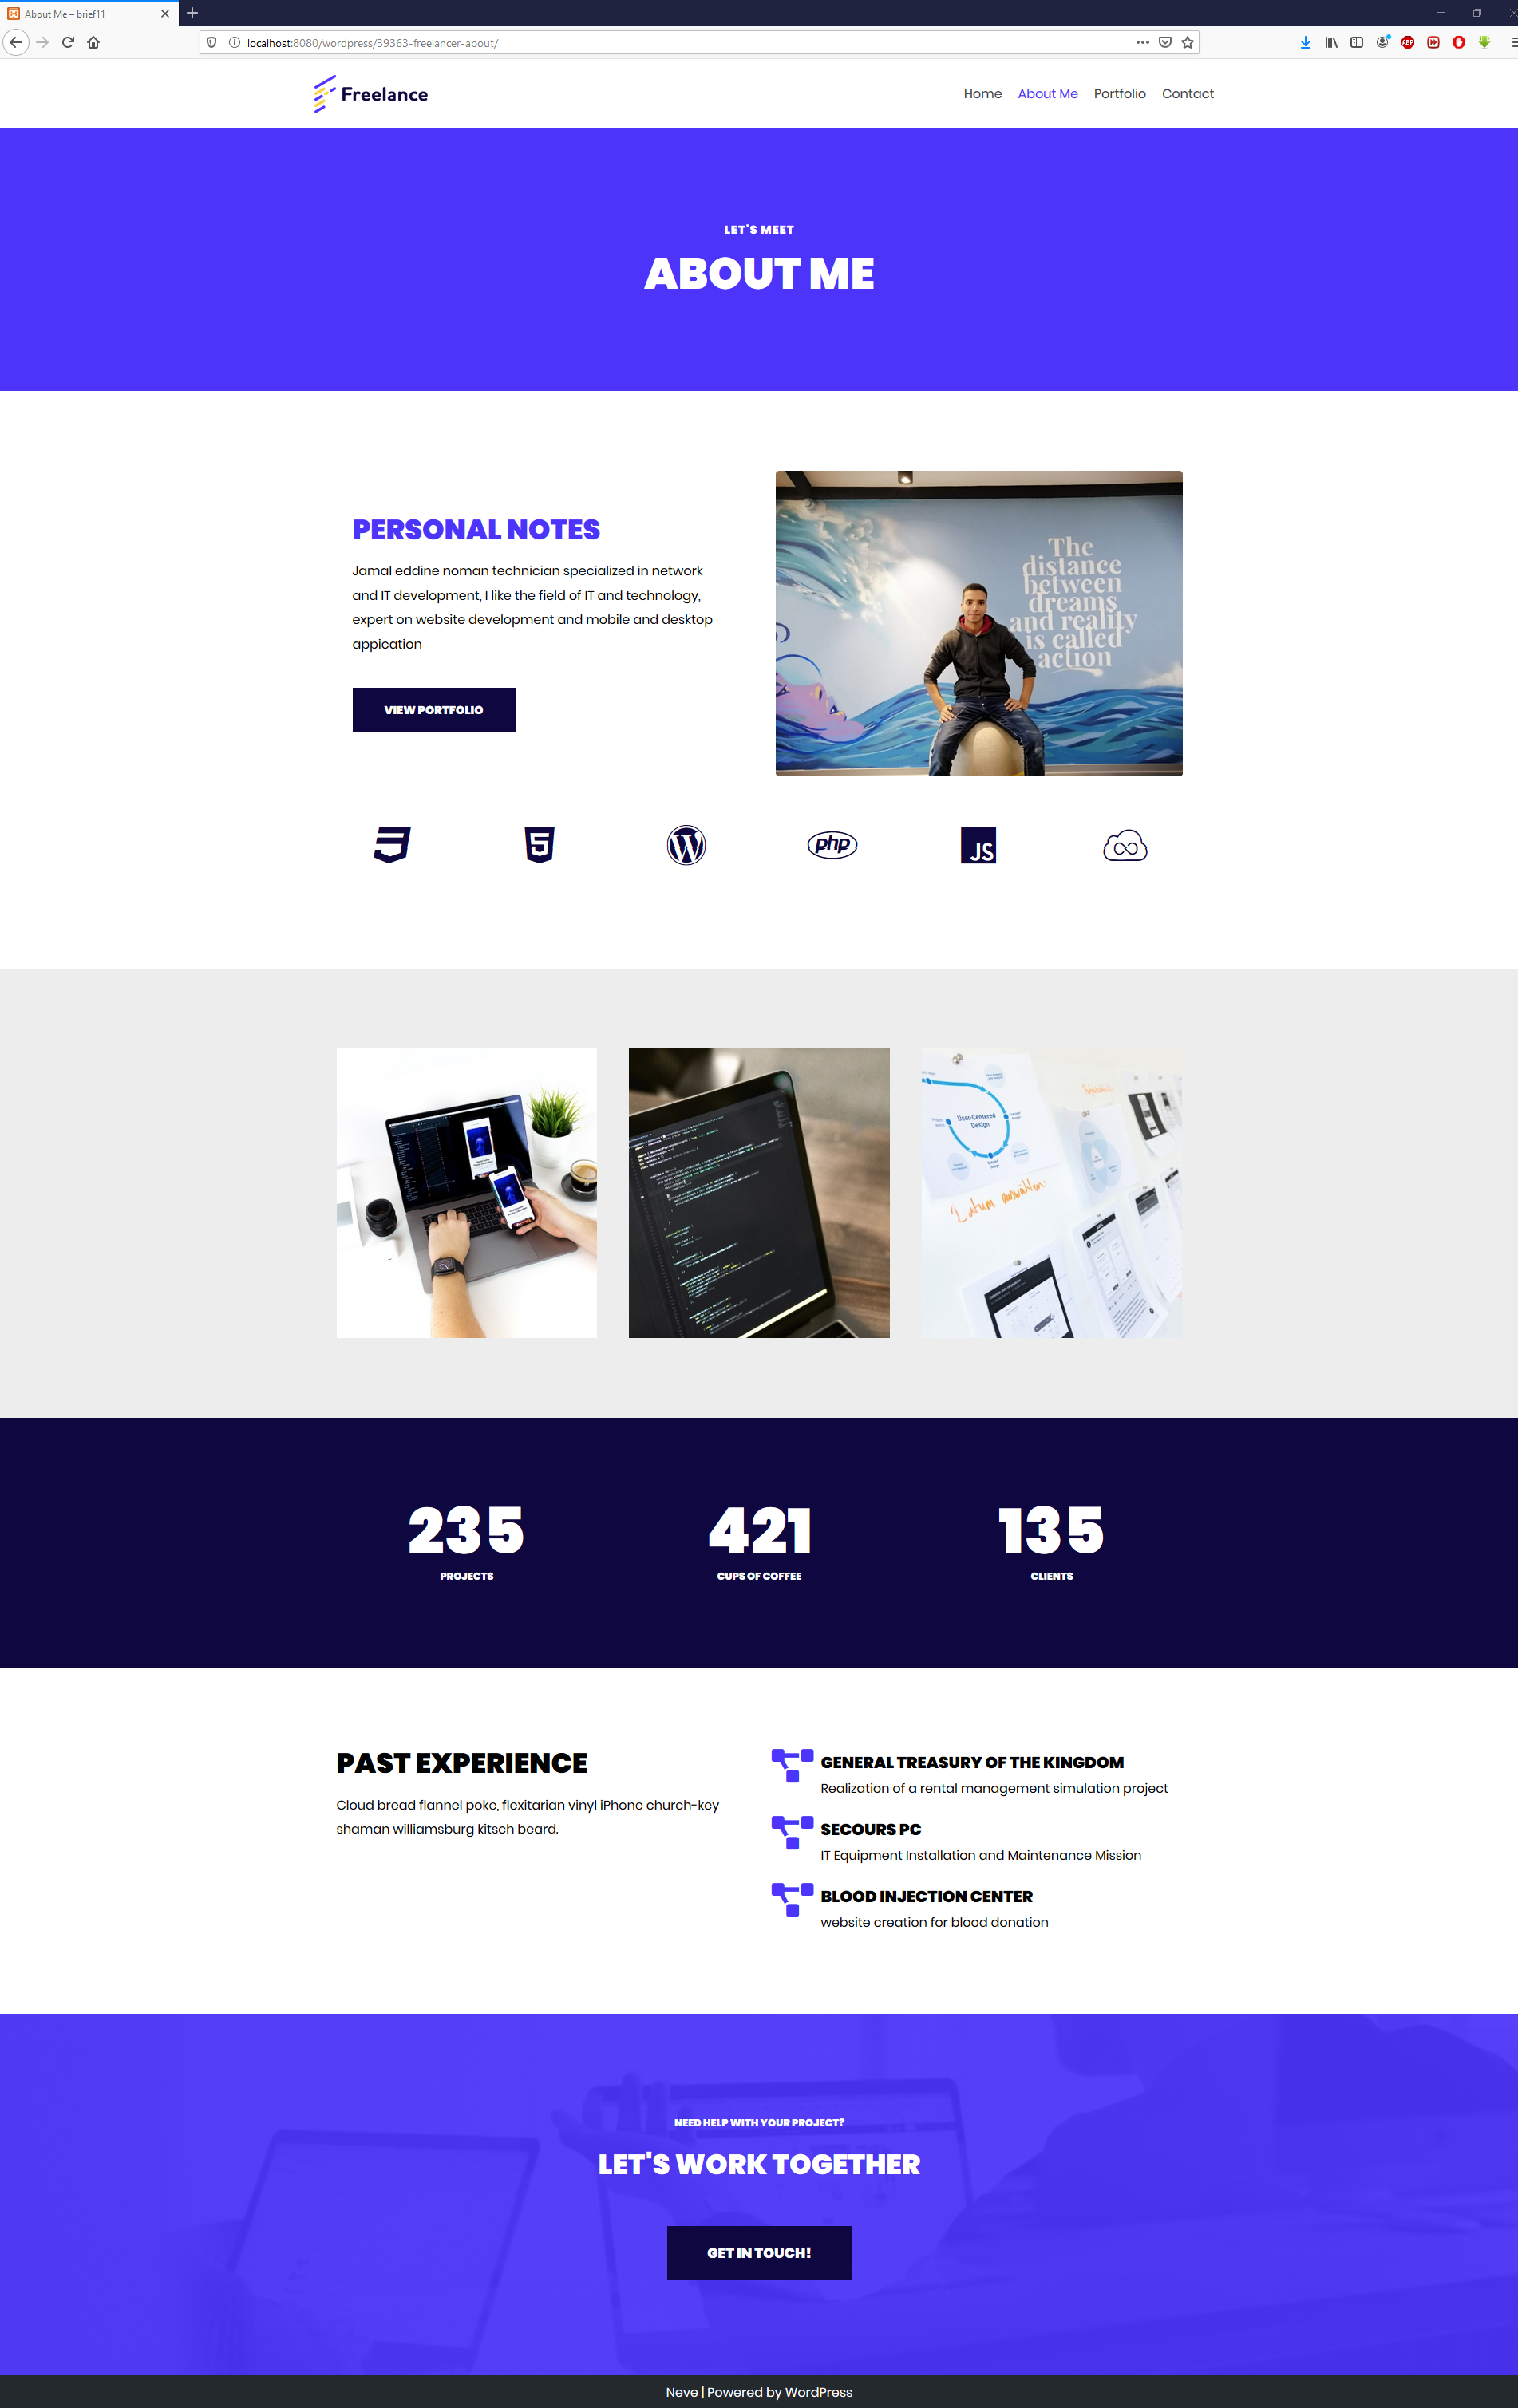 About Me – brief11
localhost:8080/wordpress/39363-freelancer-about/
ABP
Freelance
Home About Me Portfolio Contact
LET'S MEET
ABOUT ME
PERSONAL NOTES
Jamal eddine noman technician specialized in network
and IT development, I like the field of IT and technology,
expert on website development and mobile and desktop
appication
VIEW PORTFOLIO
The
distance
between
dreams
and reality
is called
action
5
W
php
JS
User-Centered
Design
235
PROJECTS
421
CUPS OF COFFEE
135
CLIENTS
PAST EXPERIENCE
Cloud bread flannel poke, flexitarian vinyl iPhone church-key
shaman williamsburg kitsch beard.
GENERAL TREASURY OF THE KINGDOM
Realization of a rental management simulation project
SECOURS PC
IT Equipment Installation and Maintenance Mission
BLOOD INJECTION CENTER
website creation for blood donation
NEED HELP WITH YOUR PROJECT?
LET'S WORK TOGETHER
GET IN TOUCH!
Neve | Powered by WordPress